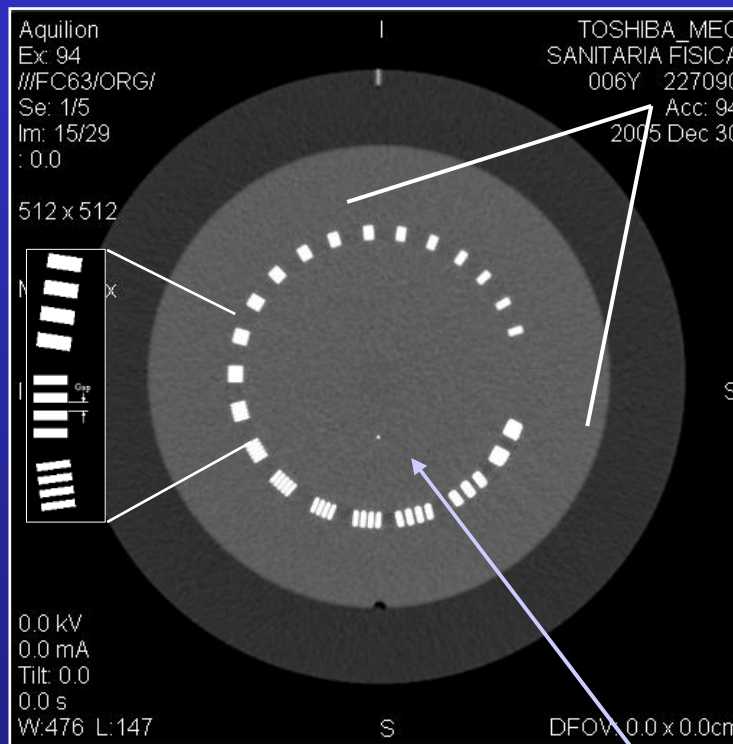 Aquilion
Ex: 94
///FC63/ORG/
Se: 1/5
Im: 15/29
: 0.0
512 x 512
I
TOSHIBA_MEC
SANITARIA FISICA
006Y 227090
Acc: 94
2005 Dec 30
x
Gap
I
S
0.0 kV
0.0 mA
Tilt: 0.0
0.0 s
W:476 L:147
S
DFOV: 0.0 x 0.0cm